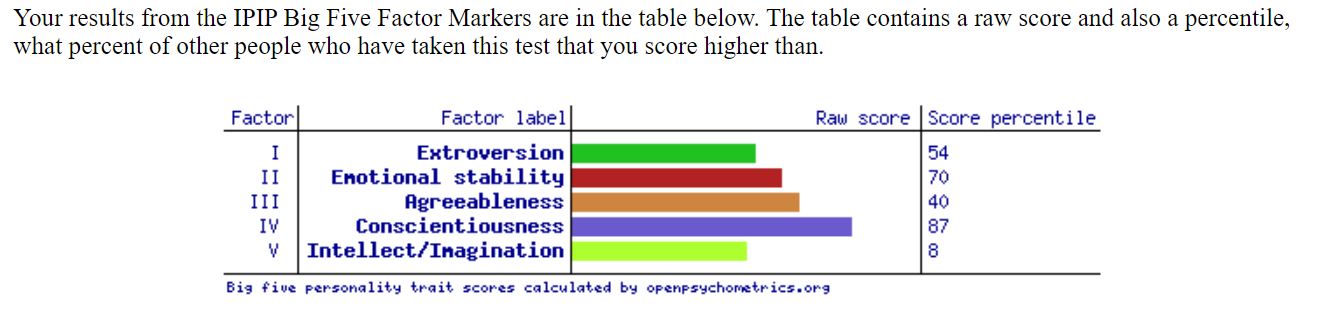 Your results from the IPIP Big Five Factor Markers are in the table below. The table contains a raw score and also a percentile,
what percent of other people who have taken this test that you score higher than.
Factor Factor label Raw score Score percentile
I Extroversion 54
II Emotional stability 70
III Agreeableness 40
IV Conscientiousness 87
V Intellect/Imagination 8
Big five personality trait scores calculated by openpsychometrics.org